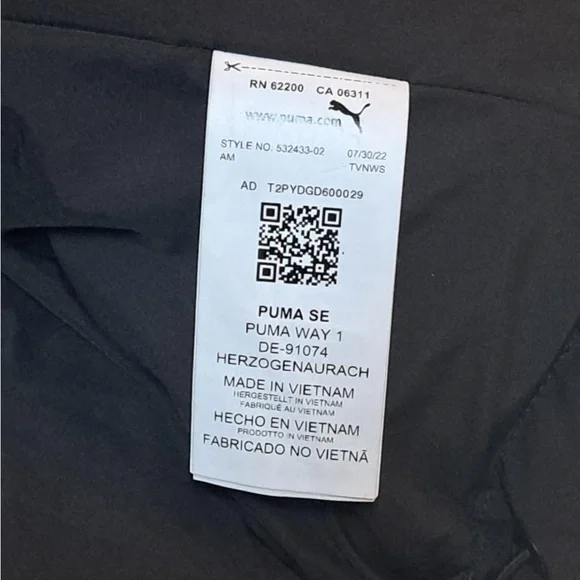 RN 62200 CA 06311
www.puma.com
STYLE NO. 532433-02 07/30/22
AM TVNWS
AD T2PYDGD600029
PUMA SE
PUMA WAY 1
DE-91074
HERZOGENAURACH
MADE IN VIETNAM
HERGESTELLT IN VIETNAM
FABRIQUÉ AU VIETNAM
HECHO EN VIETNAM
PRODOTTO IN VIETNAM
FABRICADO NO VIETNÃ